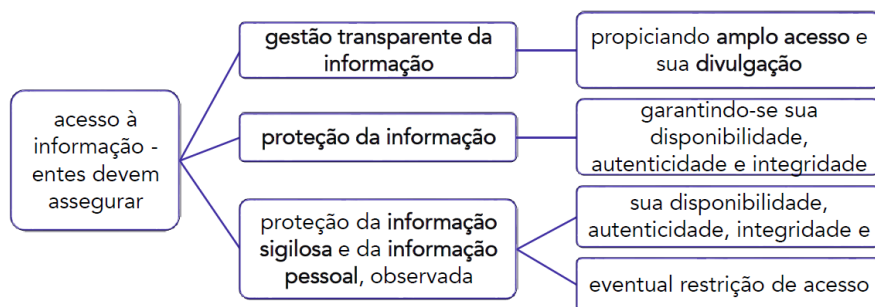 acesso à
informação -
entes devem
assegurar
gestão transparente da
informação
propiciando amplo acesso e
sua divulgação
proteção da informação
garantindo-se sua
disponibilidade,
autenticidade e integridade
proteção da informação
sigilosa e da informação
pessoal, observada
sua disponibilidade,
autenticidade, integridade e
eventual restrição de acesso